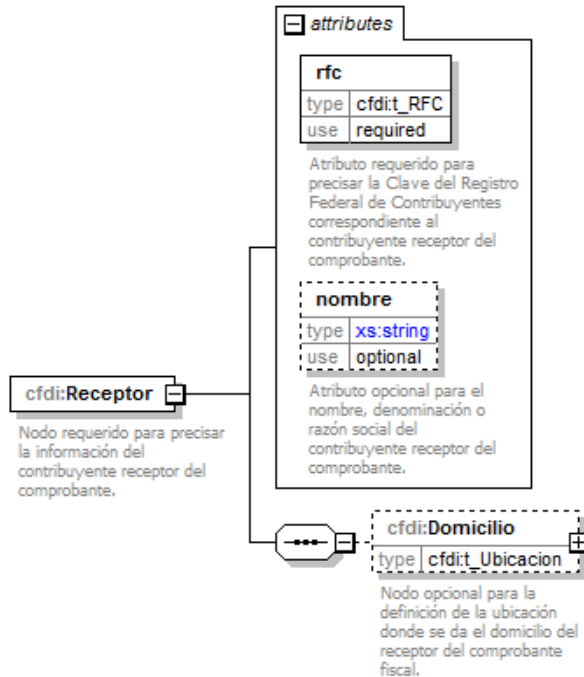 attributes
rfc
type cfdi:t_RFC
use required
Atributo requerido para
precisar la Clave del Registro
Federal de Contribuyentes
correspondiente al
contribuyente receptor del
comprobante.
nombre
type xs:string
use optional
Atributo opcional para el
nombre, denominación o
razón social del
contribuyente receptor del
comprobante.
cfdi:Receptor
Nodo requerido para precisar
la información del
contribuyente receptor del
comprobante.
cfdi:Domicilio
type cfdi:t_Ubicacion
Nodo opcional para la
definición de la ubicación
donde se da el domicilio del
receptor del comprobante
fiscal.